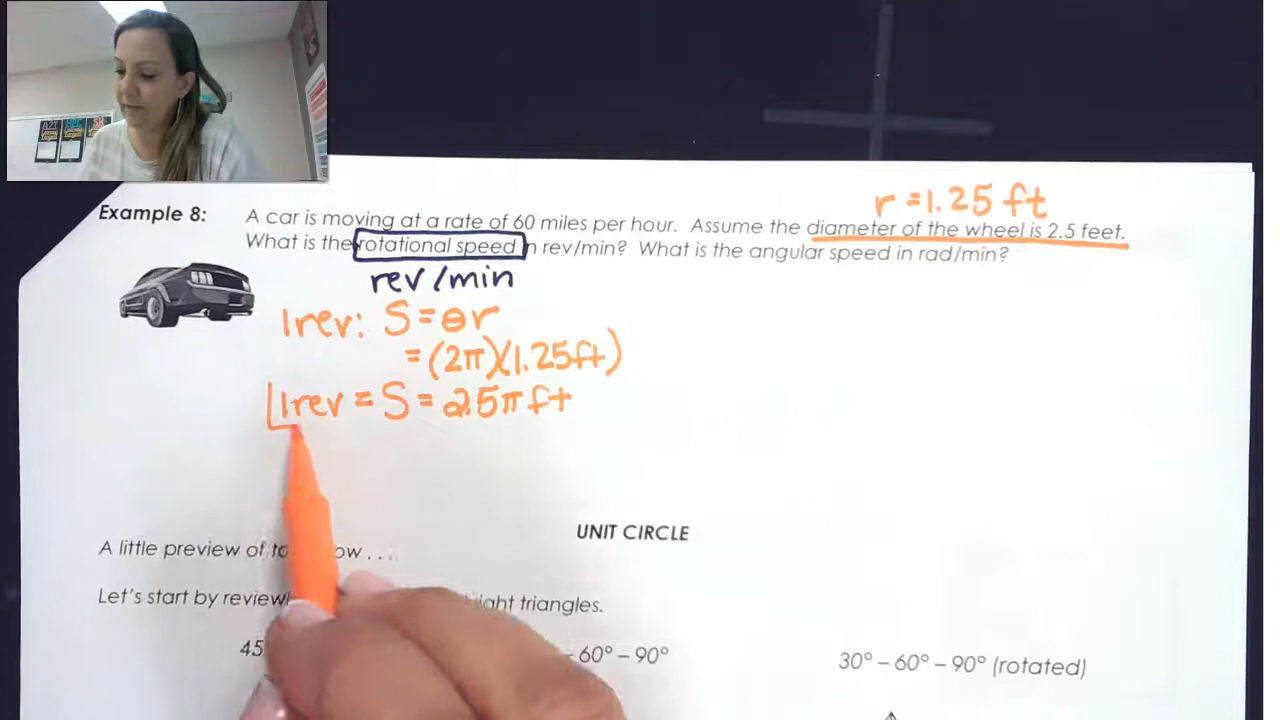 r = 1.25 ft
Example 8: A car is moving at a rate of 60 miles per hour. Assume the diameter of the wheel is 2.5 feet.
What is the rotational speed in rev/min? What is the angular speed in rad/min?
rev/min
1rev: S = θr
= (2π)(1.25ft)
1rev = S = 2.5π ft
UNIT CIRCLE
A little preview of ...
Let's start by right triangles.
45 – 60° – 90° 30° – 60° – 90° (rotated)